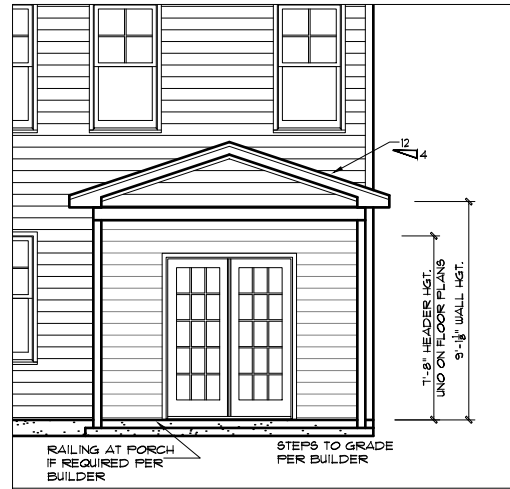 12
4
7'-8" HEADER HGT.
UNO ON FLOOR PLANS
9'-1⅛" WALL HGT.
RAILING AT PORCH
IF REQUIRED PER
BUILDER
STEPS TO GRADE
PER BUILDER